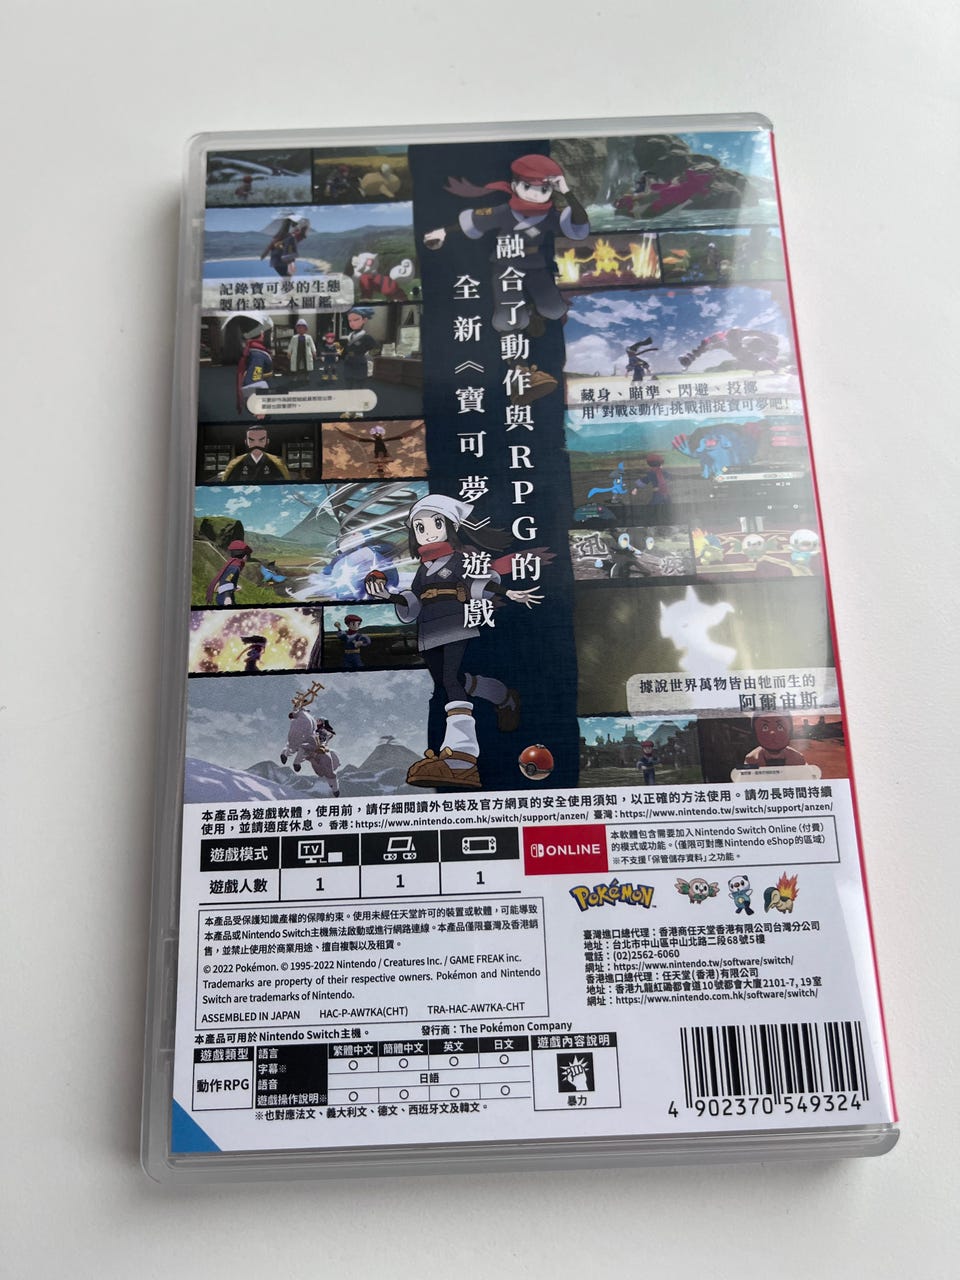 融合了動作與RPG的
全新《寶可夢》遊戲
記錄寶可夢的生態
製作第一本圖鑑
藏身、瞄準、閃避、投擲
用「對戰&動作」挑戰捕捉寶可夢吧!
迅
疾
據說世界萬物皆由牠而生的
阿爾宙斯
本產品為遊戲軟體，使用前，請仔細閱讀外包裝及官方網頁的安全使用須知，以正確的方法使用。請勿長時間持續
使用，並請適度休息。香港：https://www.nintendo.com.hk/switch/support/anzen/ 臺灣：https://www.nintendo.tw/switch/support/anzen/
遊戲模式
TV
遊戲人數
1
1
1
ONLINE
本軟體包含需要加入Nintendo Switch Online（付費）
的模式或功能。（僅限可對應Nintendo eShop的區域）
※不支援「保管儲存資料」之功能。
本產品受保護知識產權的保障約束。使用未經任天堂許可的裝置或軟體，可能導致
本產品或Nintendo Switch主機無法啟動或進行網路連線。本產品僅限臺灣及香港銷
售，並禁止使用於商業用途、擅自複製以及租賃。
© 2022 Pokémon. © 1995-2022 Nintendo / Creatures Inc. / GAME FREAK inc.
Trademarks are property of their respective owners. Pokémon and Nintendo
Switch are trademarks of Nintendo.
ASSEMBLED IN JAPAN HAC-P-AW7KA(CHT) TRA-HAC-AW7KA-CHT
POKéMON
臺灣進口總代理：香港商任天堂香港有限公司台灣分公司
地址：台北市中山區中山北路二段68號5樓
電話：(02)2562-6060
網址：https://www.nintendo.tw/software/switch/
香港進口總代理：任天堂(香港)有限公司
地址：香港九龍紅磡都會道10號都會大廈2101-7, 19室
網址：https://www.nintendo.com.hk/software/switch/
本產品可用於Nintendo Switch主機。 發行商：The Pokémon Company
遊戲類型
動作RPG
語言 繁體中文 簡體中文 英文 日文
字幕※
語音 日語
遊戲操作說明※
※也對應法文、義大利文、德文、西班牙文及韓文。
遊戲內容說明
暴力
4 902370 549324